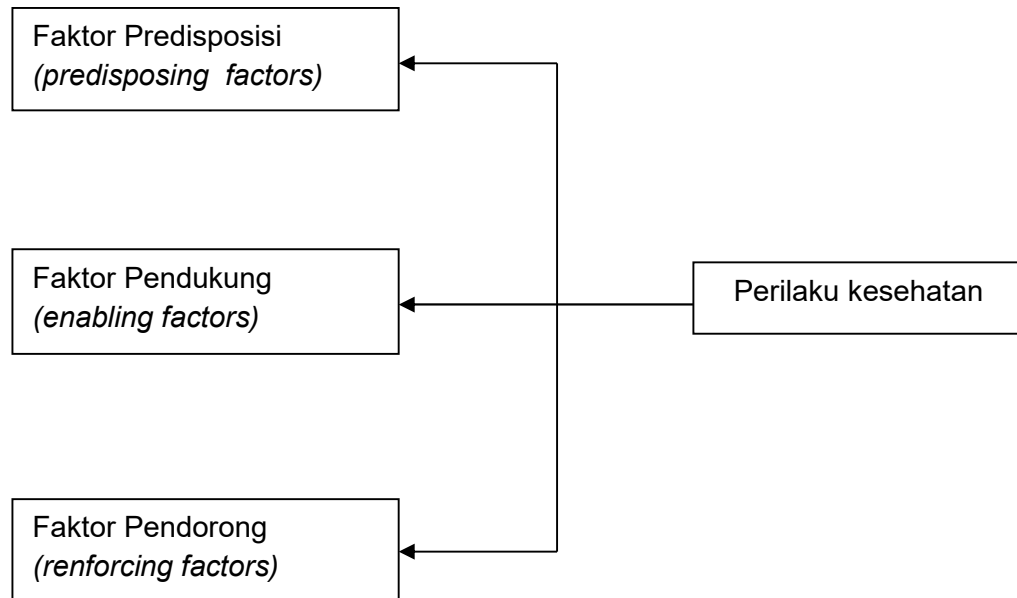 Faktor Predisposisi
(predisposing factors)
Faktor Pendukung
(enabling factors)
Perilaku kesehatan
Faktor Pendorong
(renforcing factors)